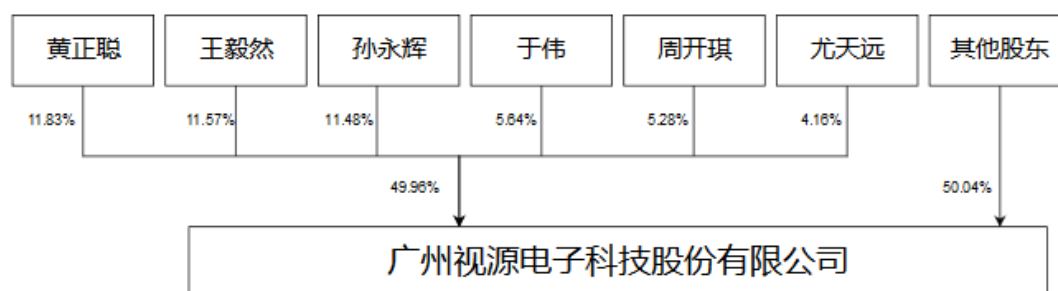 黄正聪 王毅然 孙永辉 于伟 周开琪 尤天远 其他股东
11.83% 11.57% 11.48% 5.64% 5.28% 4.16%
49.96% 50.04%
广州视源电子科技股份有限公司